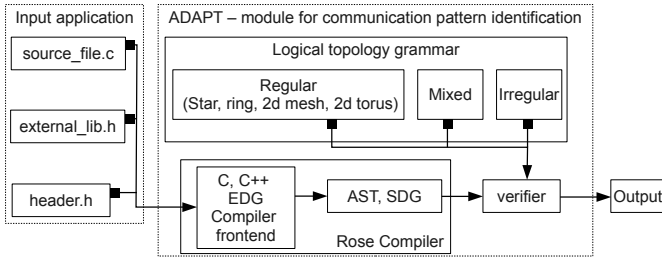 Input application
ADAPT – module for communication pattern identification
source_file.c
external_lib.h
header.h
Logical topology grammar
Regular
(Star, ring, 2d mesh, 2d torus)
Mixed
Irregular
C, C++
EDG
Compiler
frontend
AST, SDG
Rose Compiler
verifier
Output